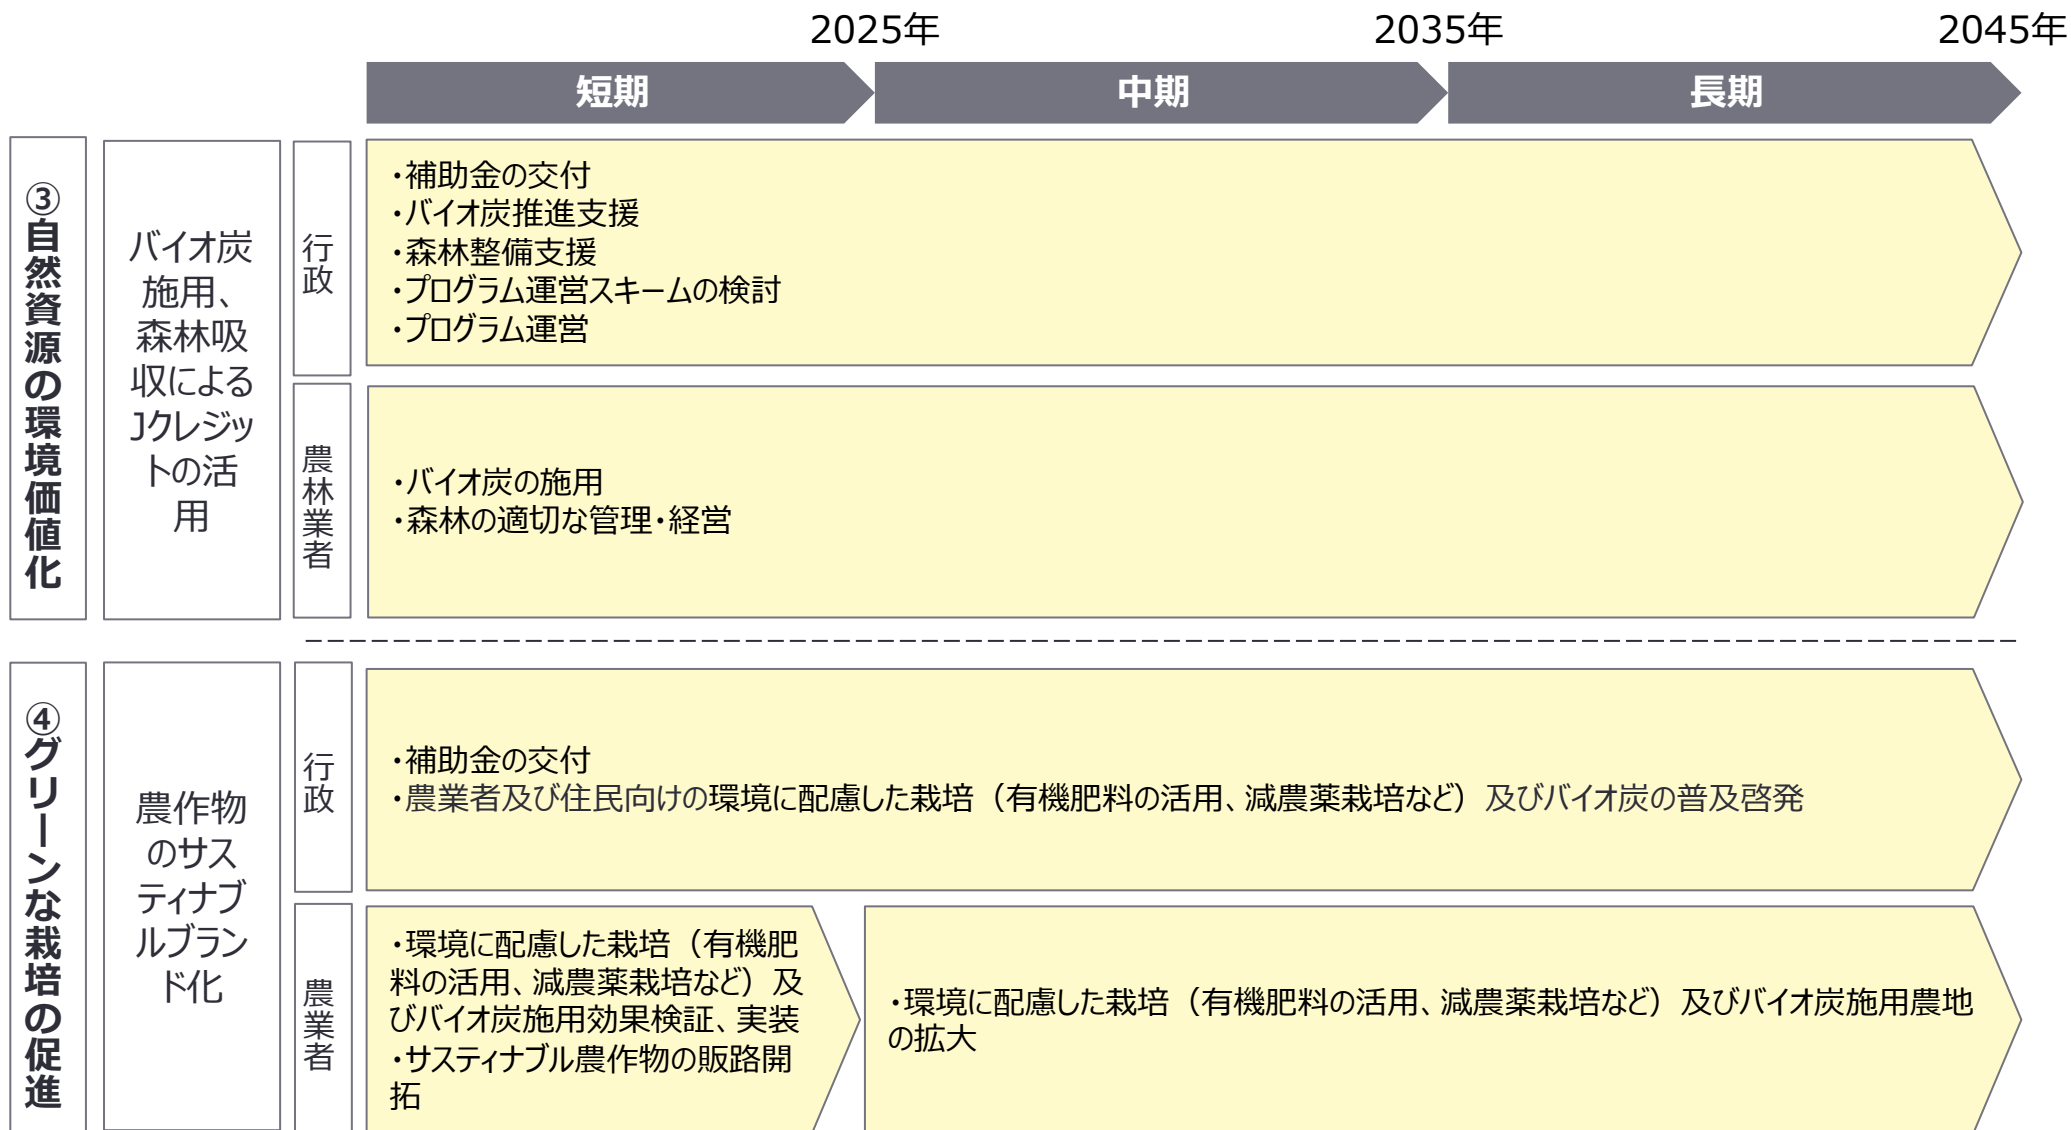 2025年
2035年
2045年
短期
中期
長期
③自然資源の環境価値化
バイオ炭
施用、
森林吸
収による
Jクレジッ
トの活
用
行政
・補助金の交付
・バイオ炭推進支援
・森林整備支援
・プログラム運営スキームの検討
・プログラム運営
農林業者
・バイオ炭の施用
・森林の適切な管理・経営
④グリーンな栽培の促進
農作物
のサス
ティナブ
ルブラン
ド化
行政
・補助金の交付
・農業者及び住民向けの環境に配慮した栽培（有機肥料の活用、減農薬栽培など）及びバイオ炭の普及啓発
農業者
・環境に配慮した栽培（有機肥
料の活用、減農薬栽培など）及
びバイオ炭施用効果検証、実装
・サスティナブル農作物の販路開
拓
・環境に配慮した栽培（有機肥料の活用、減農薬栽培など）及びバイオ炭施用農地
の拡大